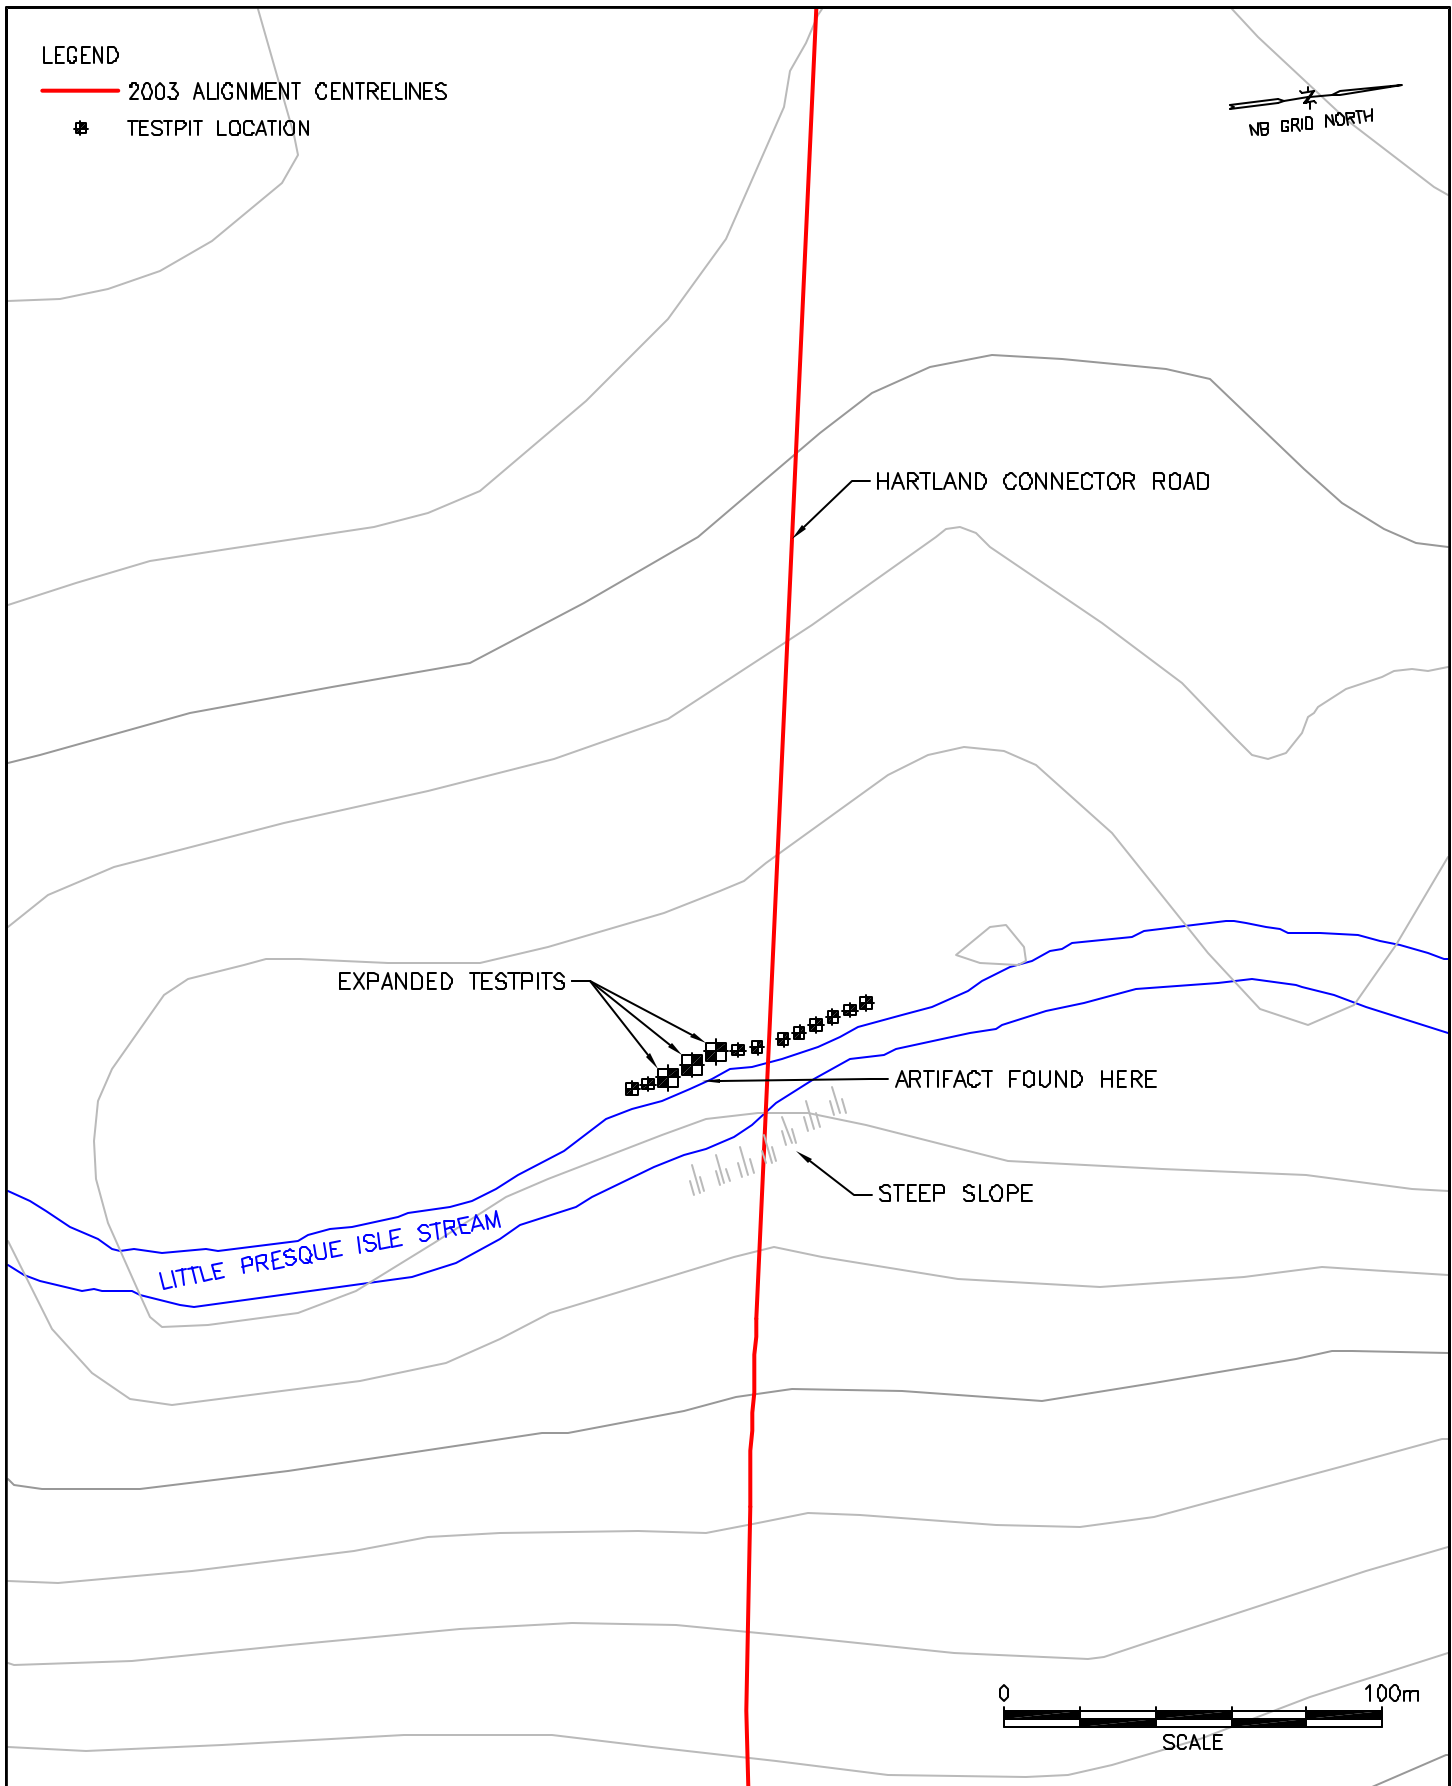 LEGEND
2003 ALIGNMENT CENTRELINES
TESTPIT LOCATION
NB GRID NORTH
HARTLAND CONNECTOR ROAD
EXPANDED TESTPITS
ARTIFACT FOUND HERE
STEEP SLOPE
LITTLE PRESQUE ISLE STREAM
0 100m
SCALE